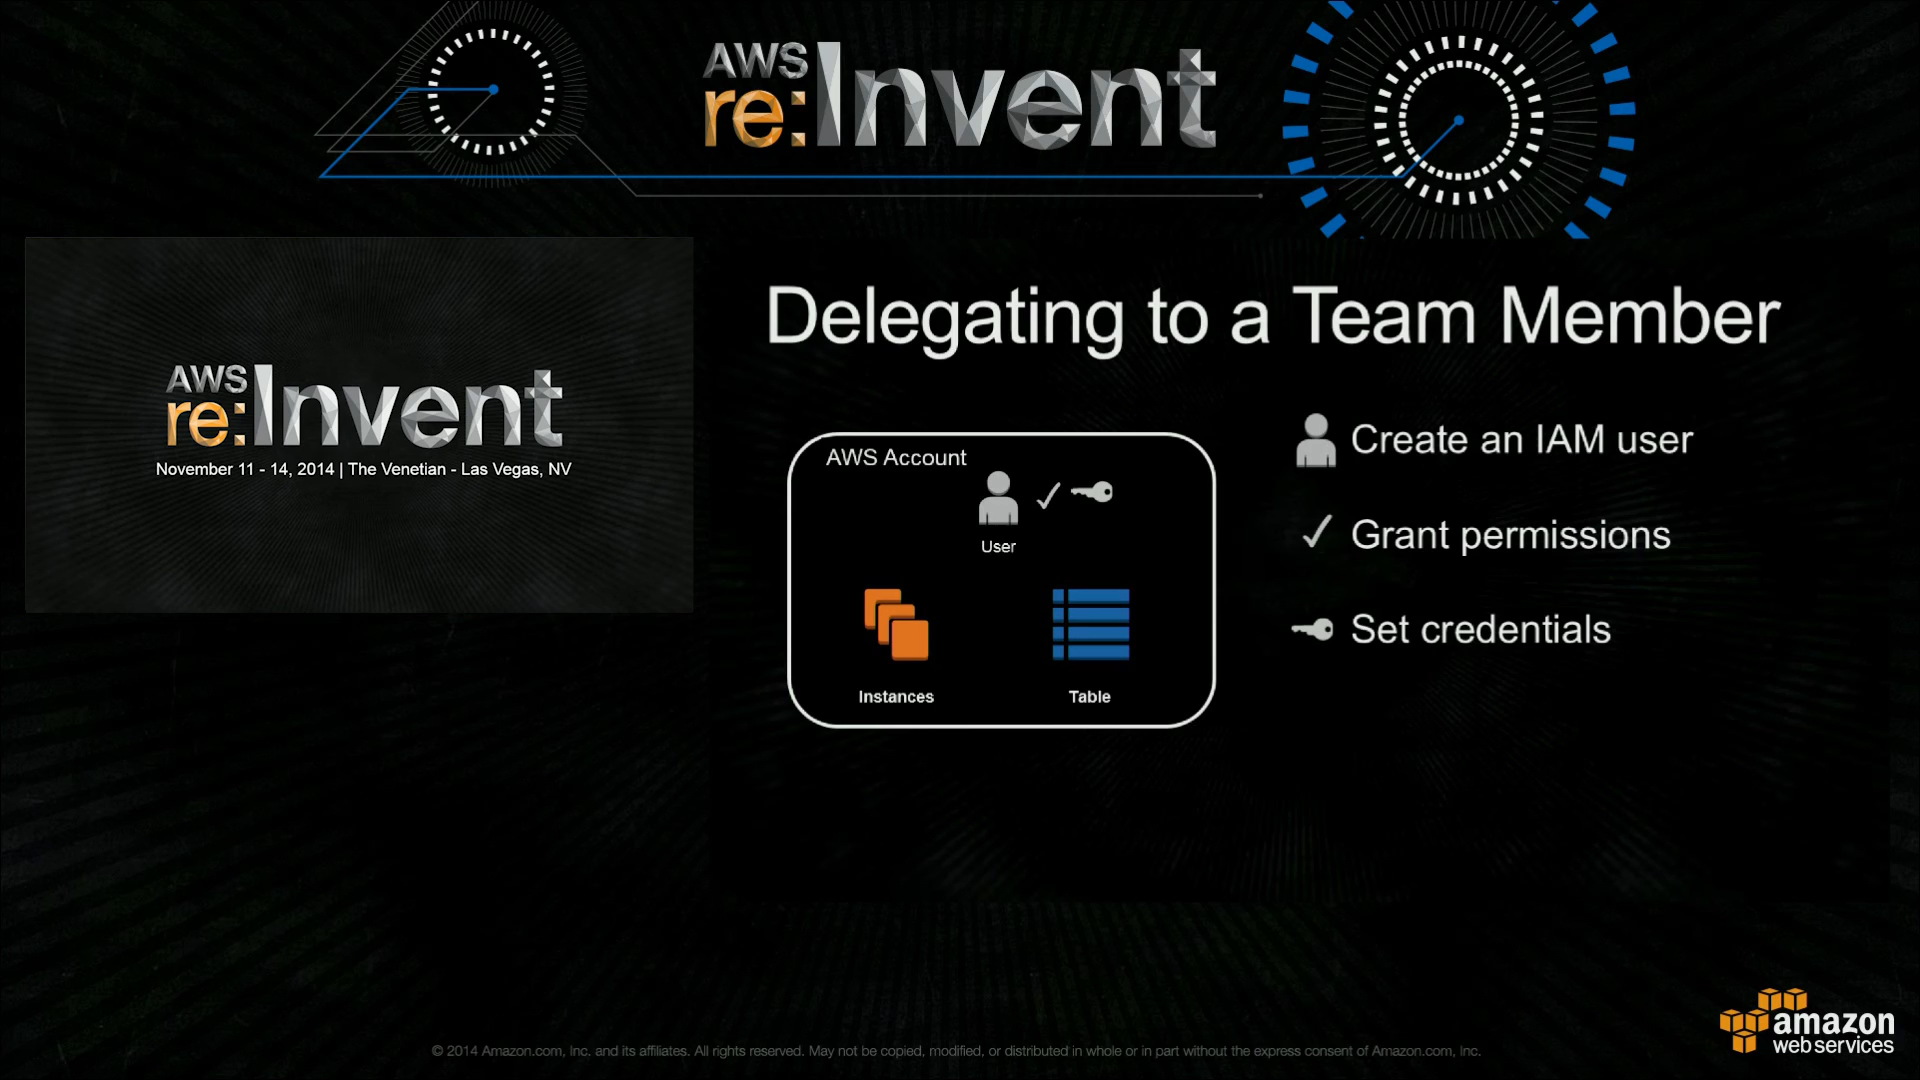 AWS
re:Invent
AWS
re:Invent
November 11 - 14, 2014 | The Venetian - Las Vegas, NV
Delegating to a Team Member
AWS Account
User
Instances
Table
Create an IAM user
Grant permissions
Set credentials
amazon
web services
© 2014 Amazon.com, Inc. and its affiliates. All rights reserved. May not be copied, modified, or distributed in whole or in part without the express consent of Amazon.com, Inc.